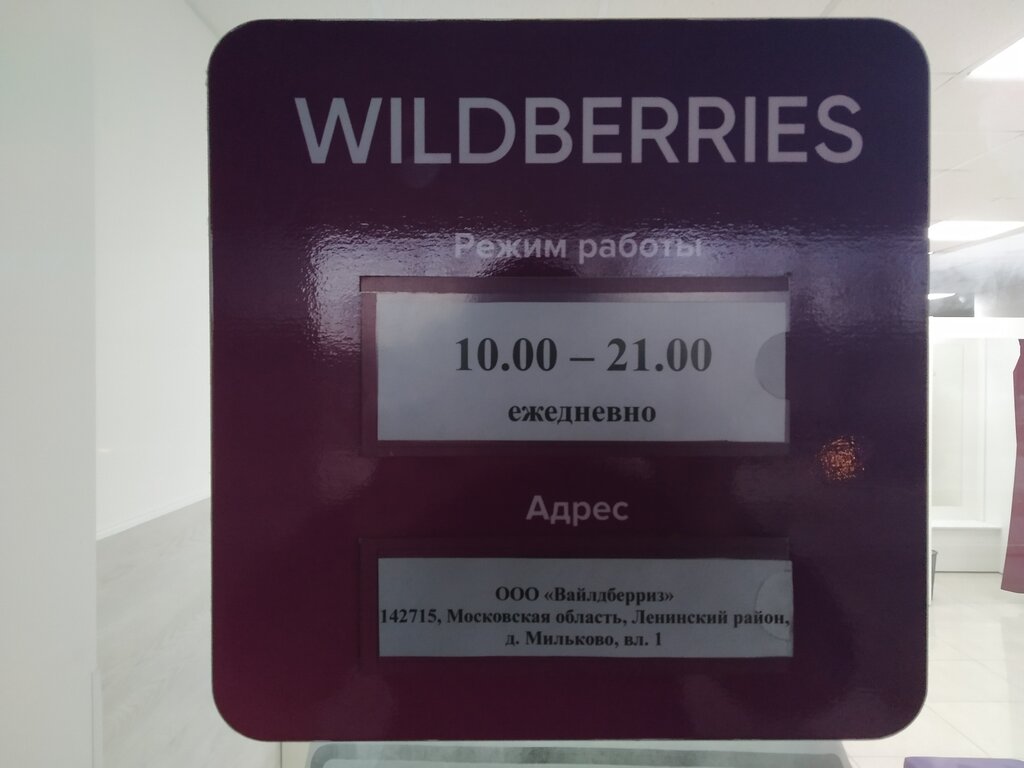 WILDBERRIES
Режим работы
10.00 – 21.00
ежедневно
Адрес
ООО «Вайлдберриз»
142715, Московская область, Ленинский район,
д. Мильково, вл. 1